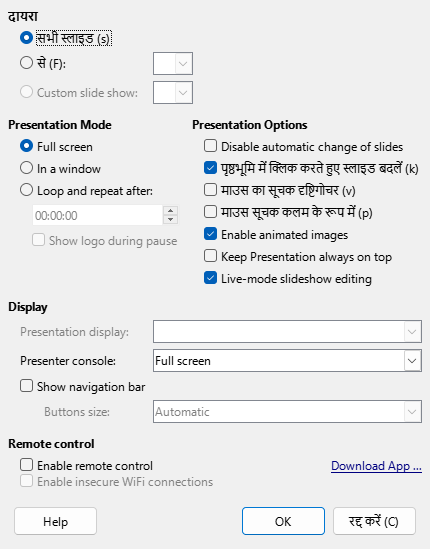 दायरा
सभी स्लाइड (s)
से (F):
Custom slide show:
Presentation Mode
Full screen
In a window
Loop and repeat after:
00:00:00
Show logo during pause
Presentation Options
Disable automatic change of slides
पृष्ठभूमि में क्लिक करते हुए स्लाइड बदलें (k)
माउस का सूचक दृष्टिगोचर (v)
माउस सूचक कलम के रूप में (p)
Enable animated images
Keep Presentation always on top
Live-mode slideshow editing
Display
Presentation display:
Presenter console: Full screen
Show navigation bar
Buttons size: Automatic
Remote control
Enable remote control Download App ...
Enable insecure WiFi connections
Help OK रद्द करें (C)